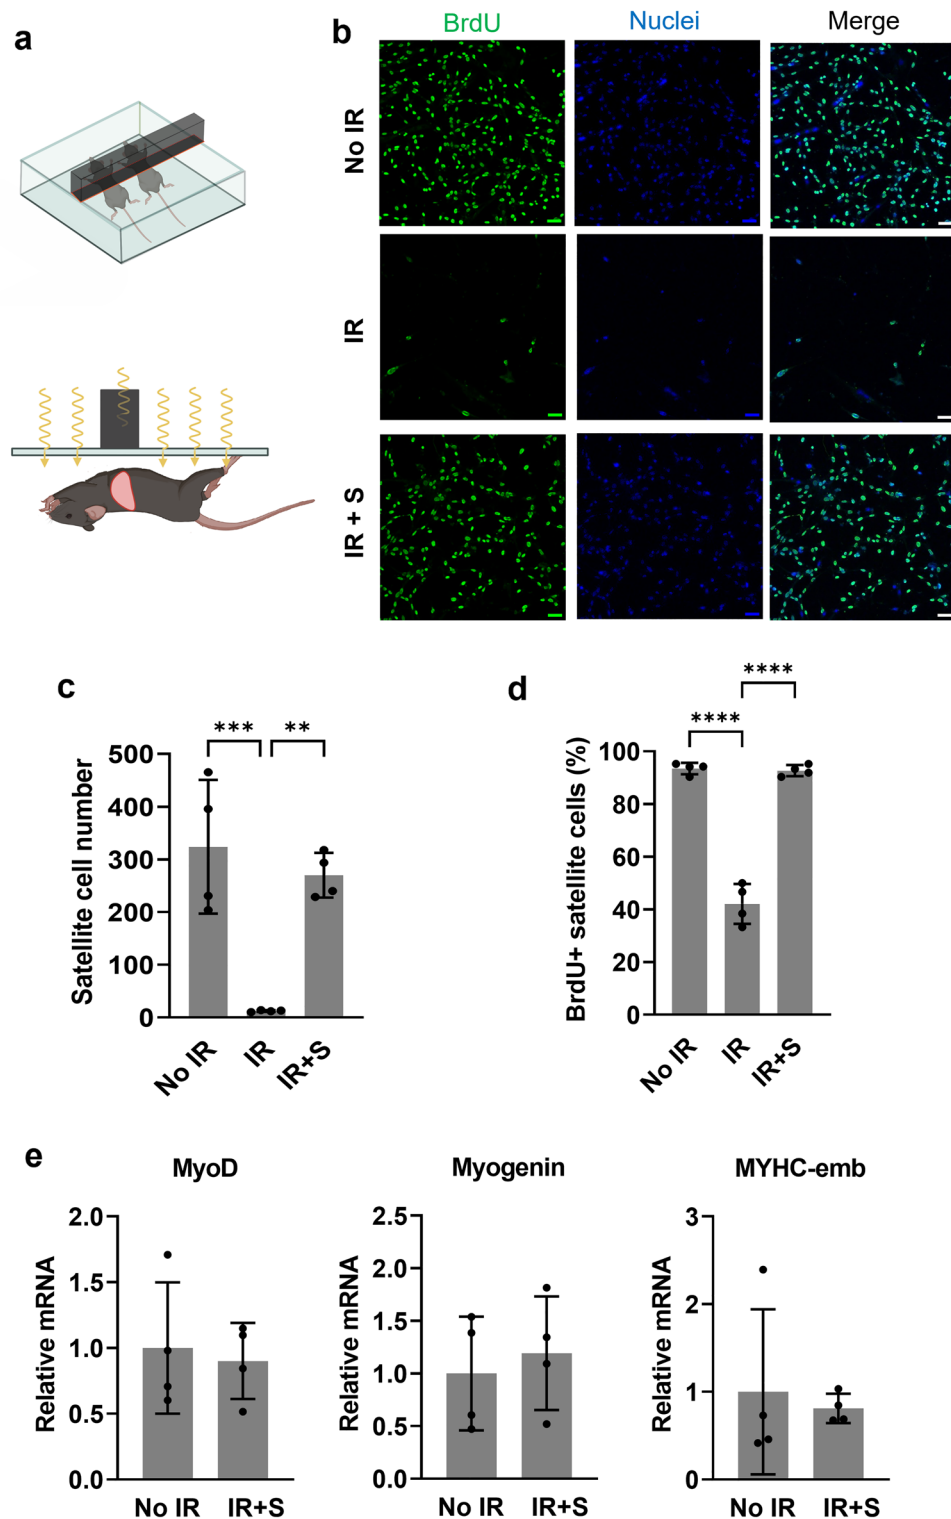 a
b
BrdU
Nuclei
Merge
No IR
IR
IR + S
c
d
*** **
**** ****
Satellite cell number
500
400
300
200
100
0
No IR
IR
IR+S
BrdU+ satellite cells (%)
100
80
60
40
20
0
No IR
IR
IR+S
e
MyoD
Relative mRNA
2.0
1.5
1.0
0.5
0.0
No IR
IR+S
Myogenin
Relative mRNA
2.5
2.0
1.5
1.0
0.5
0.0
No IR
IR+S
MYHC-emb
Relative mRNA
3
2
1
0
No IR
IR+S